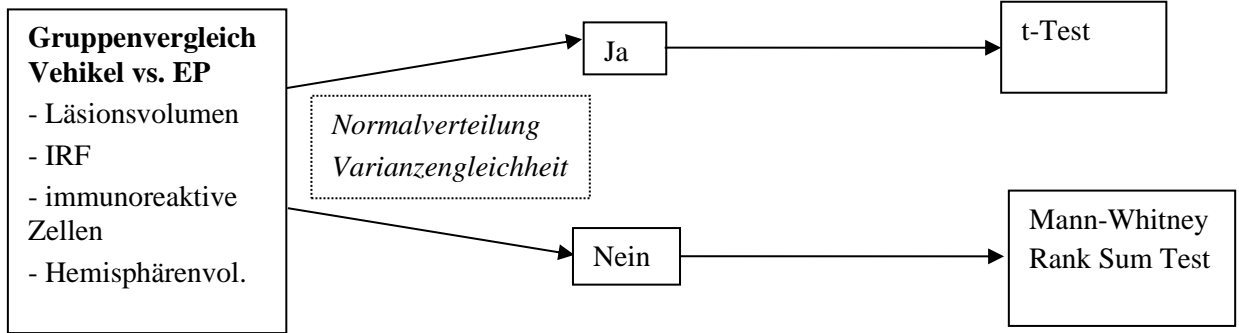 Gruppenvergleich
Vehikel vs. EP
- Läsionsvolumen
- IRF
- immunoreaktive
Zellen
- Hemisphärenvol.
Normalverteilung
Varianzengleichheit
Ja
t-Test
Nein
Mann-Whitney
Rank Sum Test